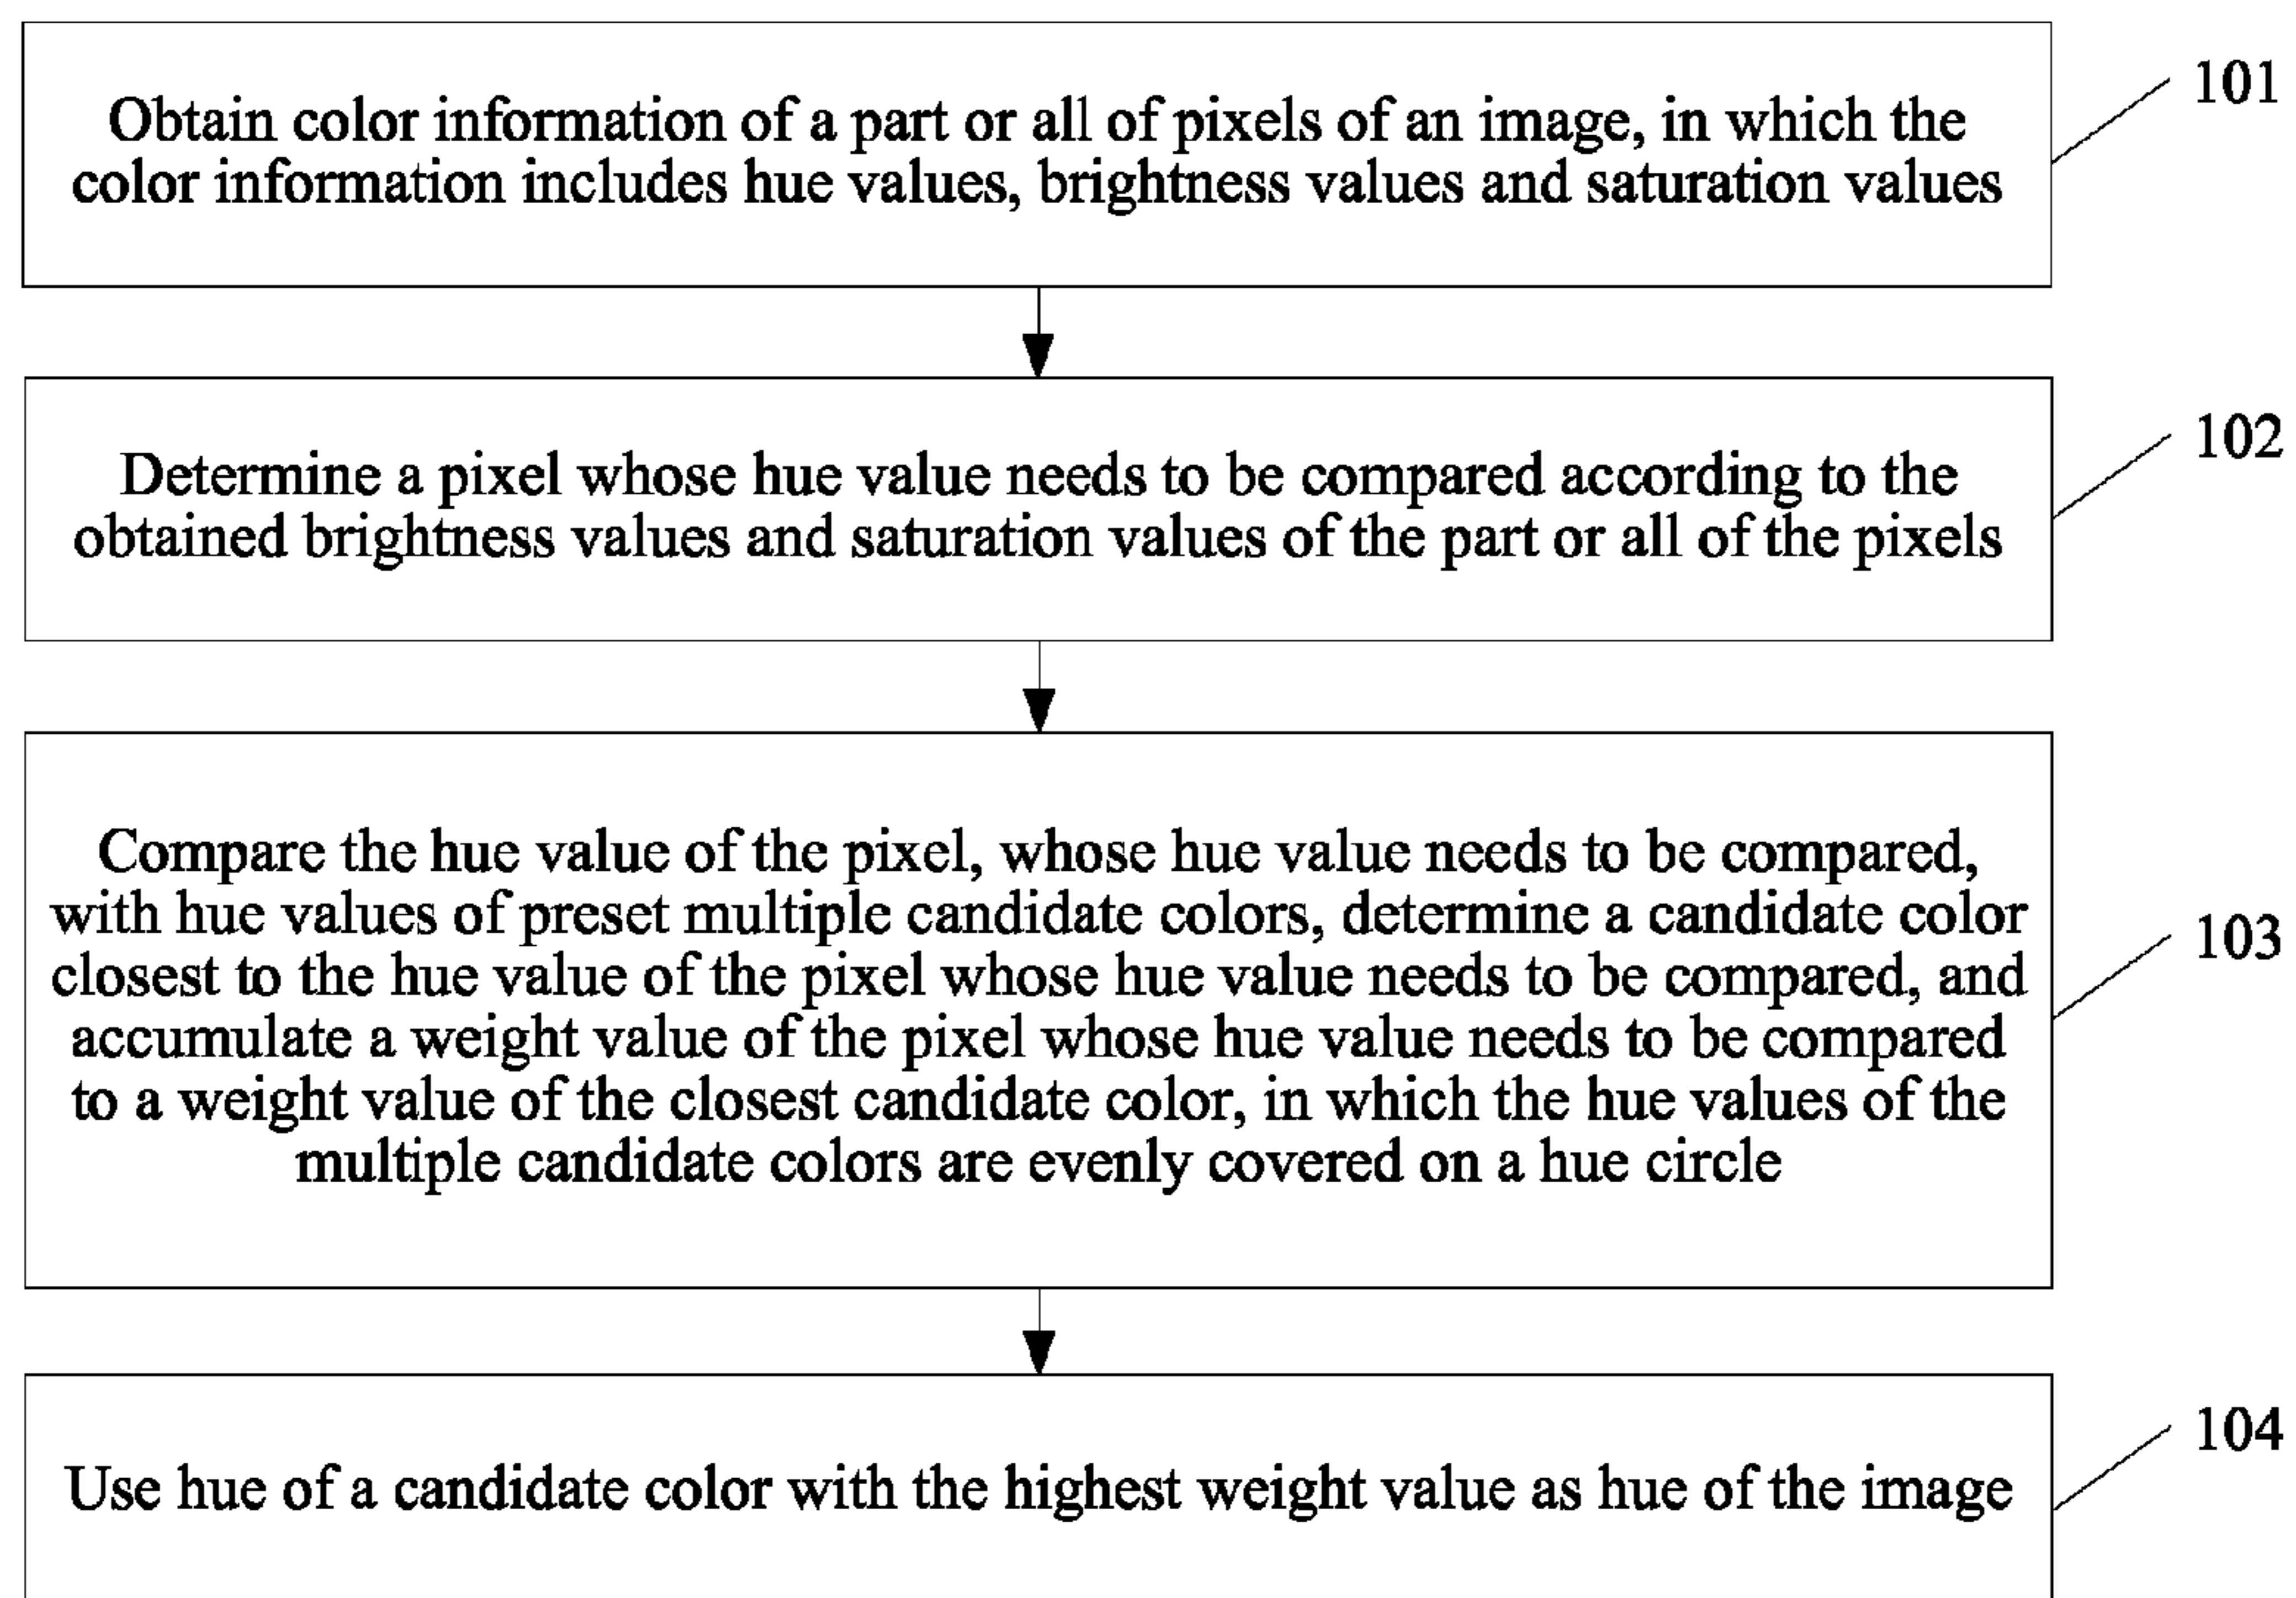 Obtain color information of a part or all of pixels of an image, in which the
color information includes hue values, brightness values and saturation values
101
Determine a pixel whose hue value needs to be compared according to the
obtained brightness values and saturation values of the part or all of the pixels
102
Compare the hue value of the pixel, whose hue value needs to be compared,
with hue values of preset multiple candidate colors, determine a candidate color
closest to the hue value of the pixel whose hue value needs to be compared, and
accumulate a weight value of the pixel whose hue value needs to be compared
to a weight value of the closest candidate color, in which the hue values of the
multiple candidate colors are evenly covered on a hue circle
103
Use hue of a candidate color with the highest weight value as hue of the image
104